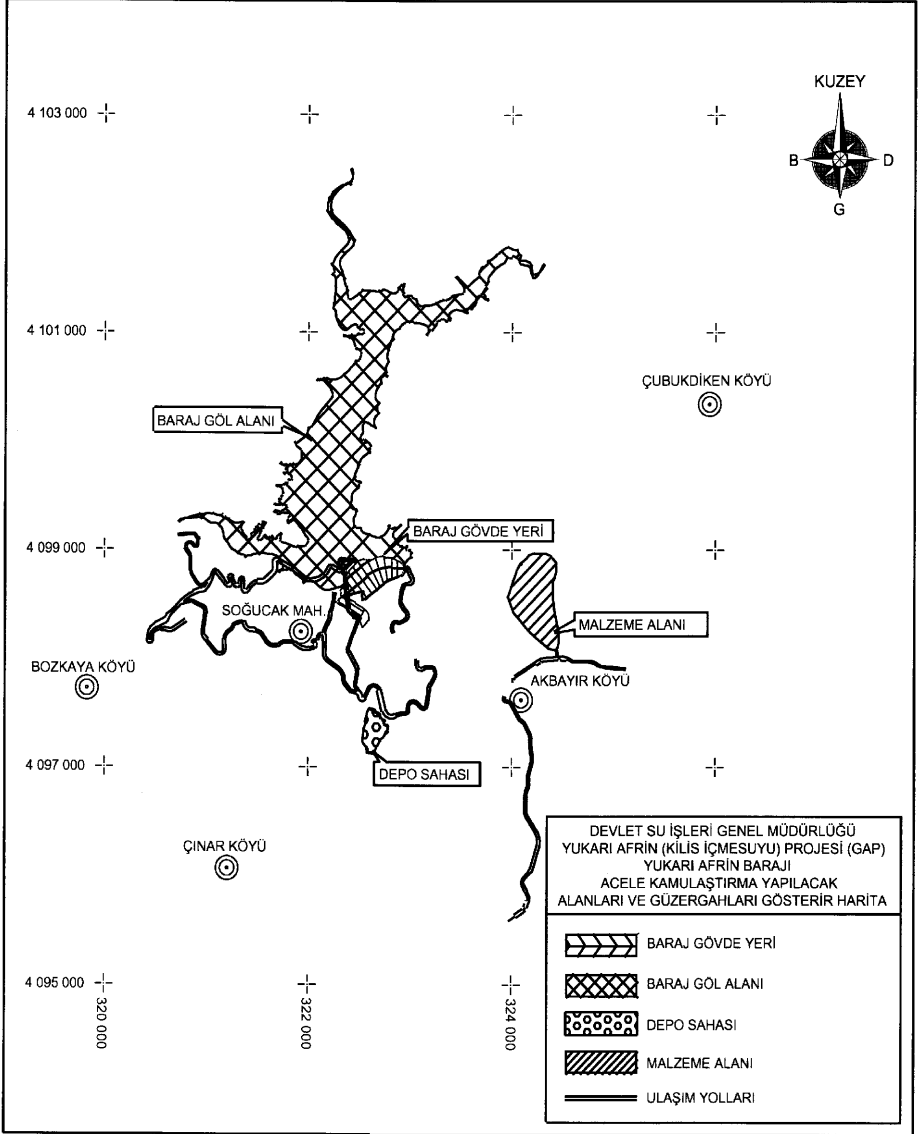 KUZEY
B
D
G
4 103 000
4 101 000
ÇUBUKDİKEN KÖYÜ
BARAJ GÖL ALANI
BARAJ GÖVDE YERİ
4 099 000
SOĞUCAK MAH.
MALZEME ALANI
BOZKAYA KÖYÜ
AKBAYIR KÖYÜ
4 097 000
DEPO SAHASI
ÇINAR KÖYÜ
4 095 000
320 000
322 000
324 000
DEVLET SU İŞLERİ GENEL MÜDÜRLÜĞÜ
YUKARI AFRİN (KİLİS İÇMESUYU) PROJESİ (GAP)
YUKARI AFRİN BARAJI
ACELE KAMULAŞTIRMA YAPILACAK
ALANLARI VE GÜZERGAHLARI GÖSTERİR HARİTA
BARAJ GÖVDE YERİ
BARAJ GÖL ALANI
DEPO SAHASI
MALZEME ALANI
ULAŞIM YOLLARI